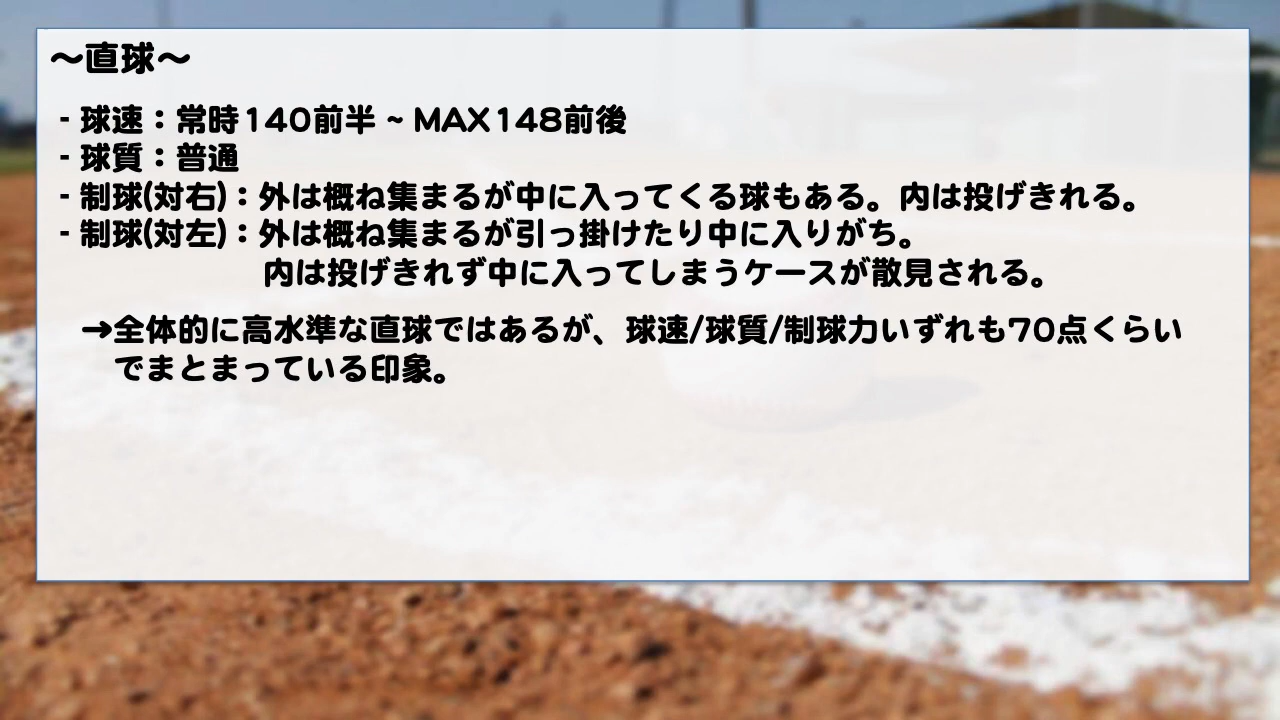 〜直球〜
- 球速：常時140前半 ~ MAX148前後
- 球質：普通
- 制球(対右)：外は概ね集まるが中に入ってくる球もある。内は投げきれる。
- 制球(対左)：外は概ね集まるが引っ掛けたり中に入りがち。
内は投げきれず中に入ってしまうケースが散見される。
→全体的に高水準な直球ではあるが、球速/球質/制球力いずれも70点くらい
でまとまっている印象。